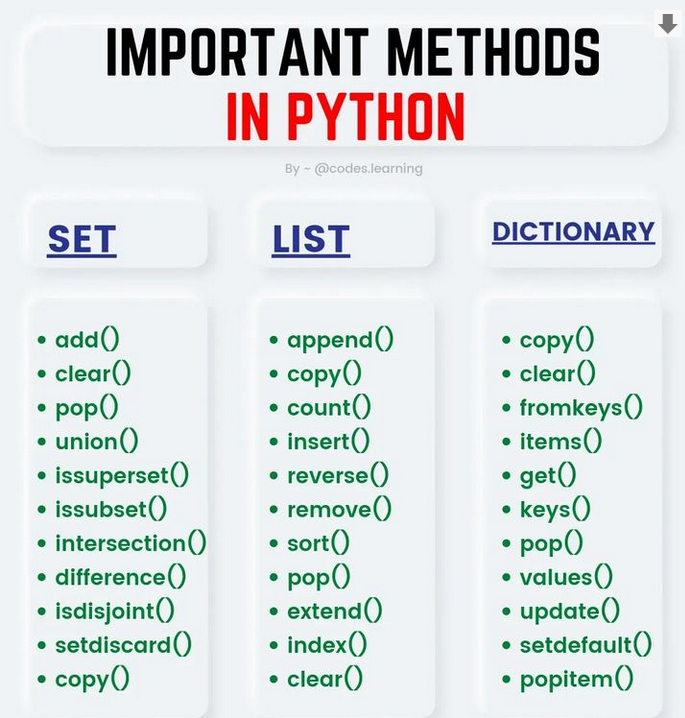 IMPORTANT METHODS
IN PYTHON
By - @codes.learning
SET
add()
clear()
pop()
union()
issuperset()
issubset()
intersection()
difference()
isdisjoint()
setdiscard()
copy()
LIST
append()
copy()
count()
insert()
reverse()
remove()
sort()
pop()
extend()
index()
clear()
DICTIONARY
copy()
clear()
fromkeys()
items()
get()
keys()
pop()
values()
update()
setdefault()
popitem()